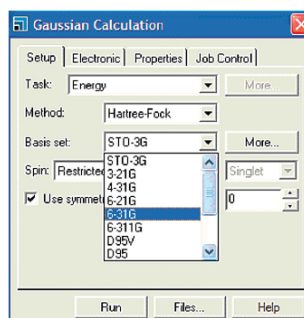 Gaussian Calculation
Setup Electronic Properties Job Control
Task: Energy More...
Method: Hartree-Fock
Basis set: STO-3G More...
STO-3G
Spin: Restricted Singlet
3-21G
4-31G
Use symmet 6-21G 0
6-31G
6-311G
D95V
D95
Run Files... Help